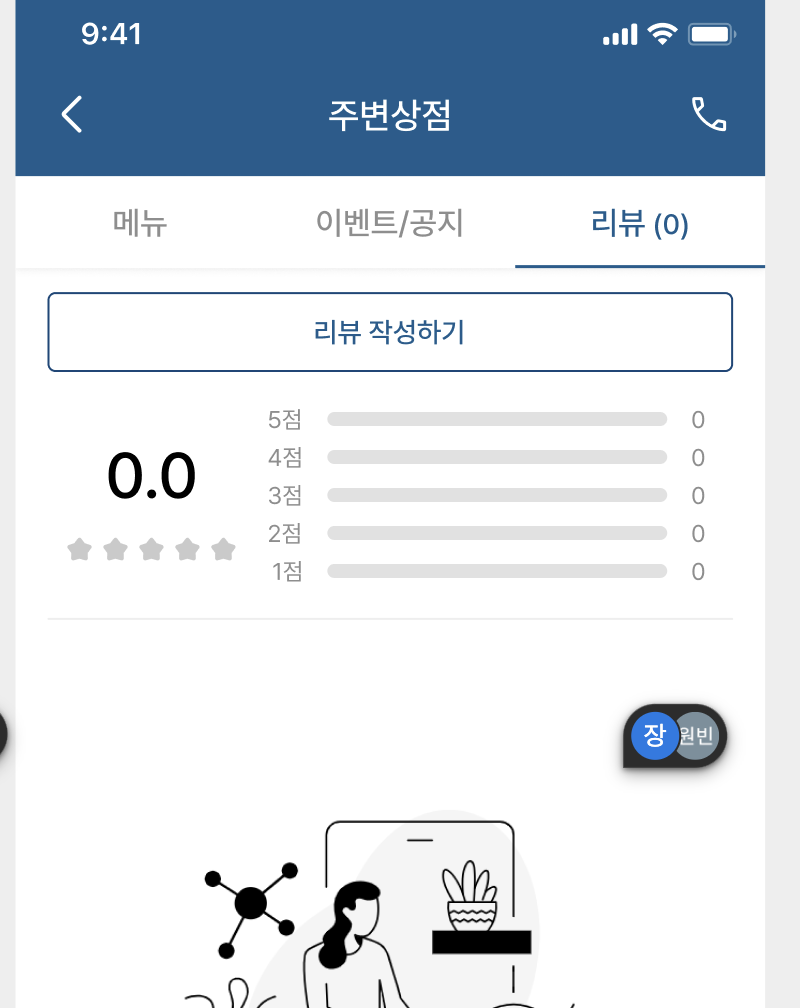 9:41
주변상점
메뉴 이벤트/공지 리뷰 (0)
리뷰 작성하기
5점 0
4점 0
0.0
3점 0
2점 0
1점 0
장 원빈